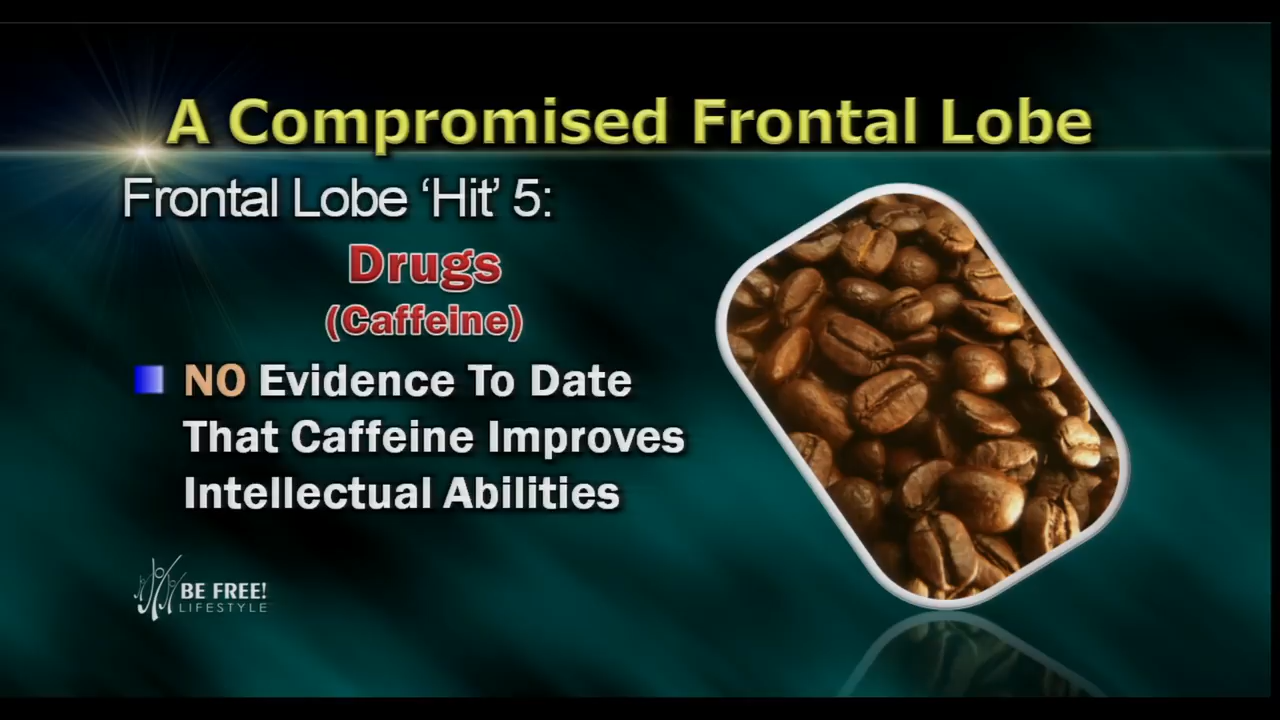 A Compromised Frontal Lobe
Frontal Lobe ‘Hit’ 5:
Drugs
(Caffeine)
NO Evidence To Date
That Caffeine Improves
Intellectual Abilities
BE FREE!
LIFESTYLE